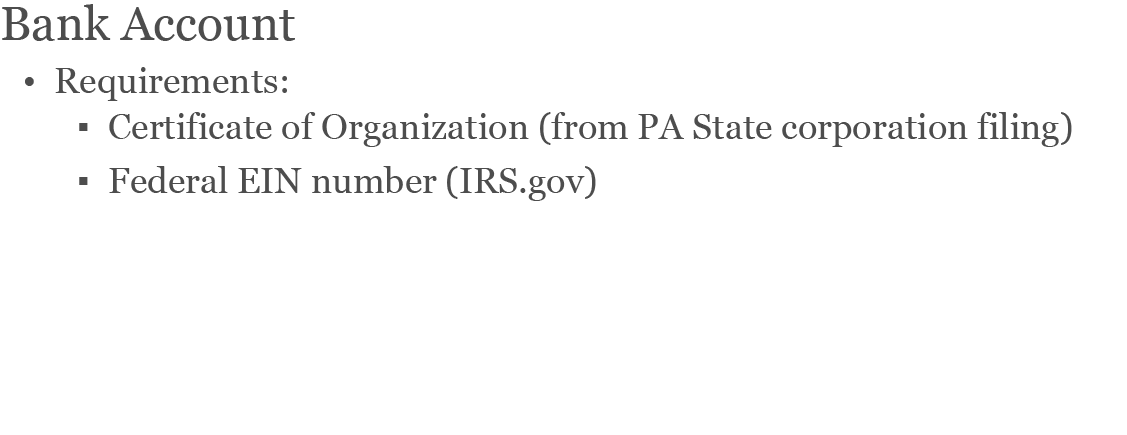 Bank Account
• Requirements:
▪ Certificate of Organization (from PA State corporation filing)
▪ Federal EIN number (IRS.gov)